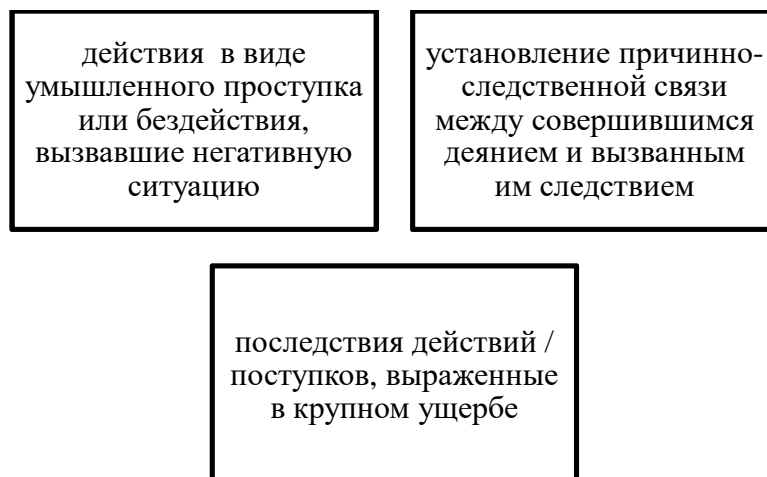 действия в виде
умышленного проступка
или бездействия,
вызвавшие негативную
ситуацию
установление причинно-
следственной связи
между совершившимся
деянием и вызванным
им следствием
последствия действий /
поступков, выраженные
в крупном ущербе